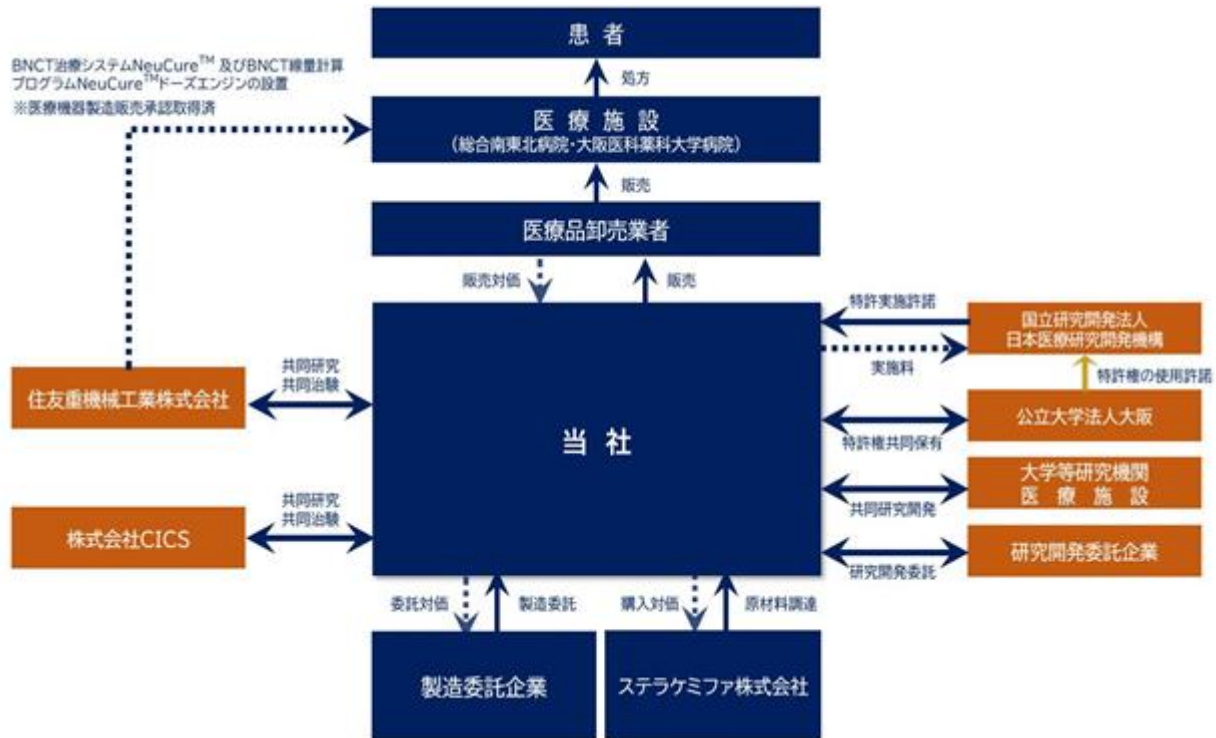 患者
BNCT治療システムNeuCure™ 及びBNCT線量計算
プログラムNeuCure™ドーズエンジンの設置
※医療機器製造販売承認取得済
処方
医療施設
(総合南東北病院・大阪医科薬科大学病院)
販売
医療品卸売業者
販売対価
販売
当社
特許実施許諾
国立研究開発法人
日本医療研究開発機構
実施料
特許権の使用許諾
共同研究
共同治験
住友重機械工業株式会社
公立大学法人大阪
特許権共同保有
大学等研究機関
医療施設
共同研究開発
共同研究
共同治験
株式会社CICS
研究開発委託企業
研究開発委託
委託対価
製造委託
購入対価
原材料調達
製造委託企業
ステラケミファ株式会社